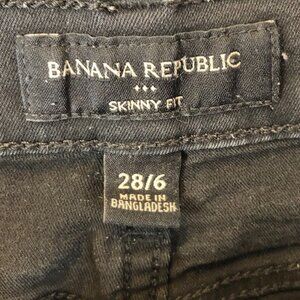 BANANA REPUBLIC
SKINNY FIT
28/6
MADE IN
BANGLADESH